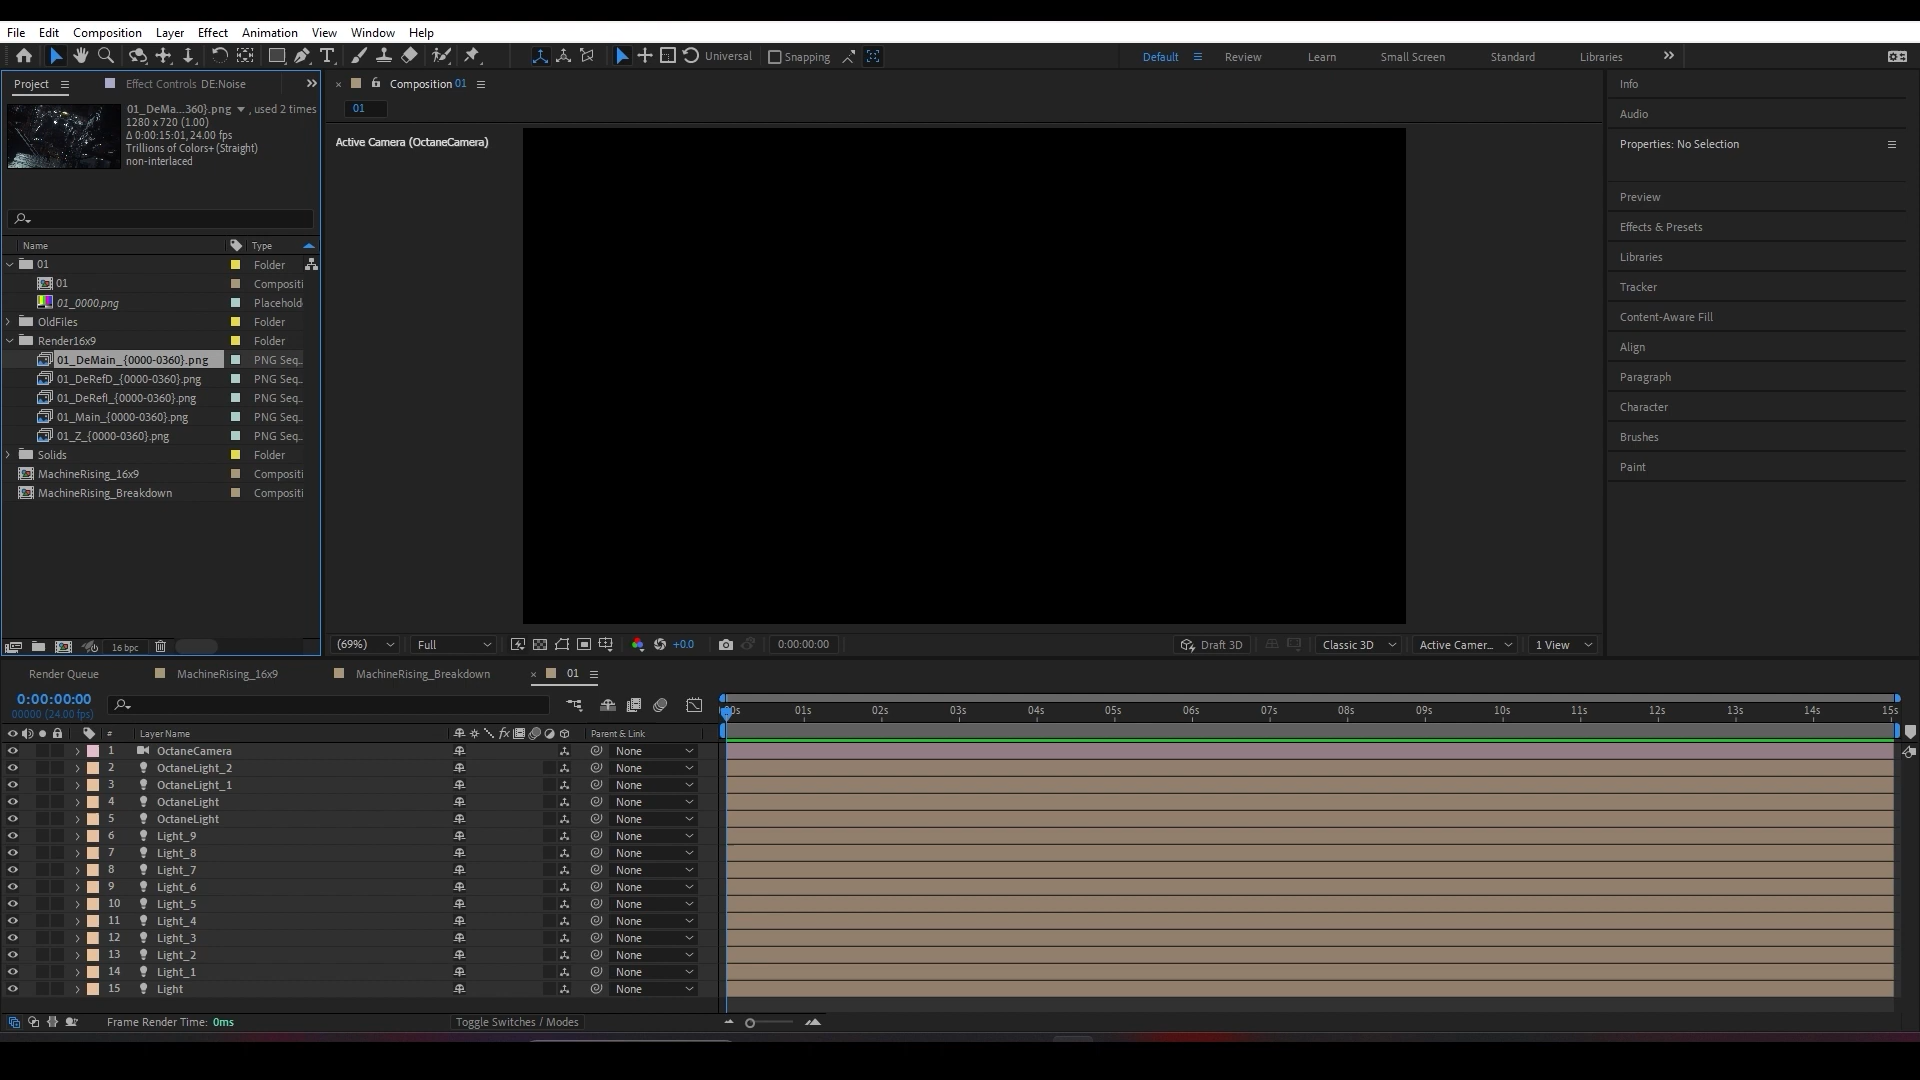 File Edit Composition Layer Effect Animation View Window Help
Universal Snapping Default Review Learn Small Screen Standard Libraries
Project Effect Controls DE:Noise
01_DeMa...360}.png , used 2 times
1280 x 720 (1.00)
Δ 0:00:15:01, 24.00 fps
Trillions of Colors+ (Straight)
non-interlaced
Name Type
01 Folder
01 Compositi
01_0000.png Placehold
OldFiles Folder
Render16x9 Folder
01_DeMain_{0000-0360}.png PNG Seq
01_DeRefD_{0000-0360}.png PNG Seq
01_DeRefI_{0000-0360}.png PNG Seq
01_Main_{0000-0360}.png PNG Seq
01_Z_{0000-0360}.png PNG Seq
Solids Folder
MachineRising_16x9 Compositi
MachineRising_Breakdown Compositi
16 bpc
Composition 01
01
Active Camera (OctaneCamera)
(69%) Full +0.0 0:00:00:00 Draft 3D Classic 3D Active Camer... 1 View
Info
Audio
Properties: No Selection
Preview
Effects & Presets
Libraries
Tracker
Content-Aware Fill
Align
Paragraph
Character
Brushes
Paint
Render Queue MachineRising_16x9 MachineRising_Breakdown 01
0:00:00:00
00000 (24.00 fps)
00s 01s 02s 03s 04s 05s 06s 07s 08s 09s 10s 11s 12s 13s 14s 15s
# Layer Name Parent & Link
1 OctaneCamera None
2 OctaneLight_2 None
3 OctaneLight_1 None
4 OctaneLight None
5 OctaneLight None
6 Light_9 None
7 Light_8 None
8 Light_7 None
9 Light_6 None
10 Light_5 None
11 Light_4 None
12 Light_3 None
13 Light_2 None
14 Light_1 None
15 Light None
Frame Render Time: 0ms Toggle Switches / Modes